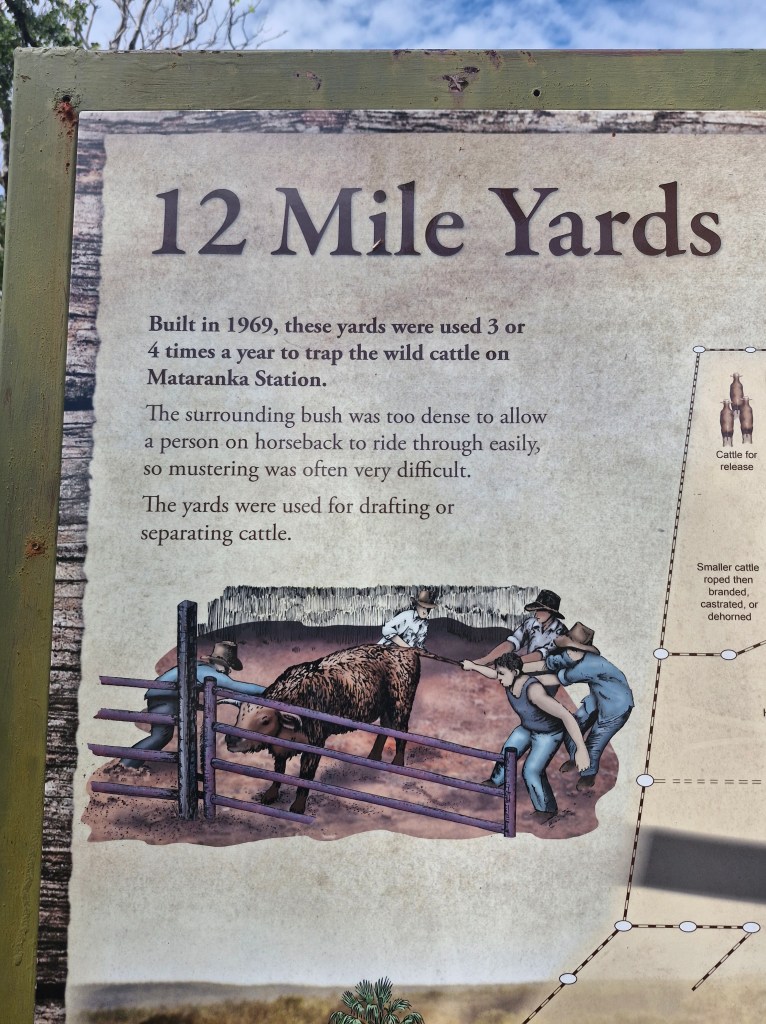 12 Mile Yards
Built in 1969, these yards were used 3 or
4 times a year to trap the wild cattle on
Mataranka Station.
The surrounding bush was too dense to allow
a person on horseback to ride through easily,
so mustering was often very difficult.
The yards were used for drafting or
separating cattle.
Cattle for
release
Smaller cattle
roped then
branded,
castrated, or
dehorned